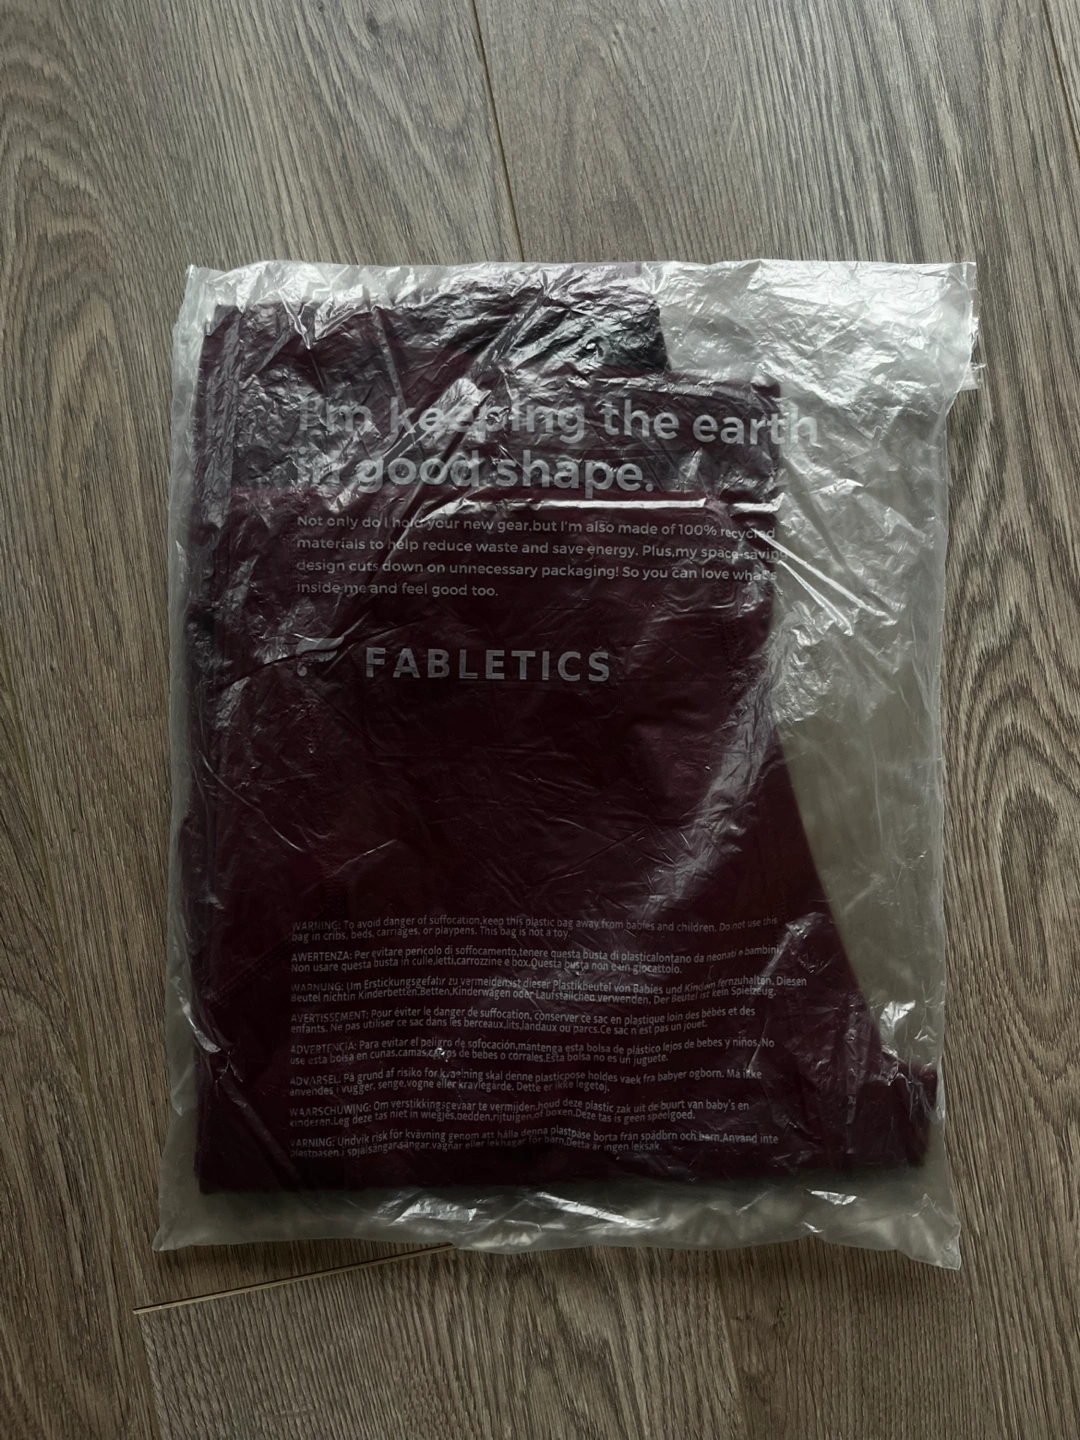 I'm keeping the earth
in good shape.
Not only do I hold your new gear,but I'm also made of 100% recycled
materials to help reduce waste and save energy. Plus,my space-saving
design cuts down on unnecessary packaging! So you can love what's
inside me and feel good too.
FABLETICS
WARNING: To avoid danger of suffocation,keep this plastic bag away from babies and children. Do not use this
bag in cribs, beds, carriages, or playpens. This bag is not a toy.
AWERTENZA: Per evitare pericolo di soffocamento,tenere questa busta di plasticalontano da neonati e bambini.
Non usare questa busta in culle,letti,carrozzine e box.Questa busta non è un giocattolo.
WARNUNG: Um Erstickungsgefahr zu vermeiden,ist dieser Plastikbeutel von Babies und Kindern fernzuhalten. Diesen
Beutel nichtin Kinderbetten,Betten,Kinderwagen oder Laufställchen verwenden. Der Beutel ist kein Spielzeug.
AVERTISSEMENT: Pour éviter le danger de suffocation, conserver ce sac en plastique loin des bébés et des
enfants. Ne pas utiliser ce sac dans les berceaux,lits,landaux ou parcs.Ce sac n'est pas un jouet.
ADVERTENCIA: Para evitar el peligro de sofocación,mantenga esta bolsa de plástico lejos de bebes y niños.No
use esta bolsa en cunas,camas,carros de bebes o corrales.Esta bolsa no es un juguete.
ADVARSEL: På grund af risiko for kvælning skal denne plasticpose holdes vaek fra babyer ogborn. Må ikke
anvendes i vugger, senge,vogne eller kravlegårde. Dette er ikke legetøj.
WAARSCHUWING: Om verstikkingsgevaar te vermijden,houd deze plastic zak uit de buurt van baby's en
kinderen.Leg deze tas niet in wiegjes,bedden,rijtuigen of boxen.Deze tas is geen speelgoed.
VARNING: Undvik risk för kvävning genom att hålla denna plastpåse borta från spädbrn och barn.Använd inte
plastpåsen i spjälsängar,sängar,vagnar eller lekhagar för barn.Detta är ingen leksak.